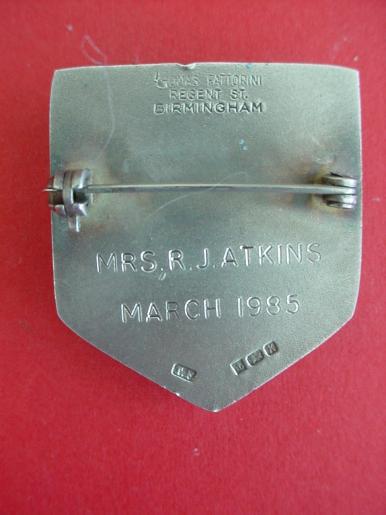 THOMAS FATTORINI
REGENT ST.
BIRMINGHAM
MRS. R. J. ATKINS
MARCH 1985